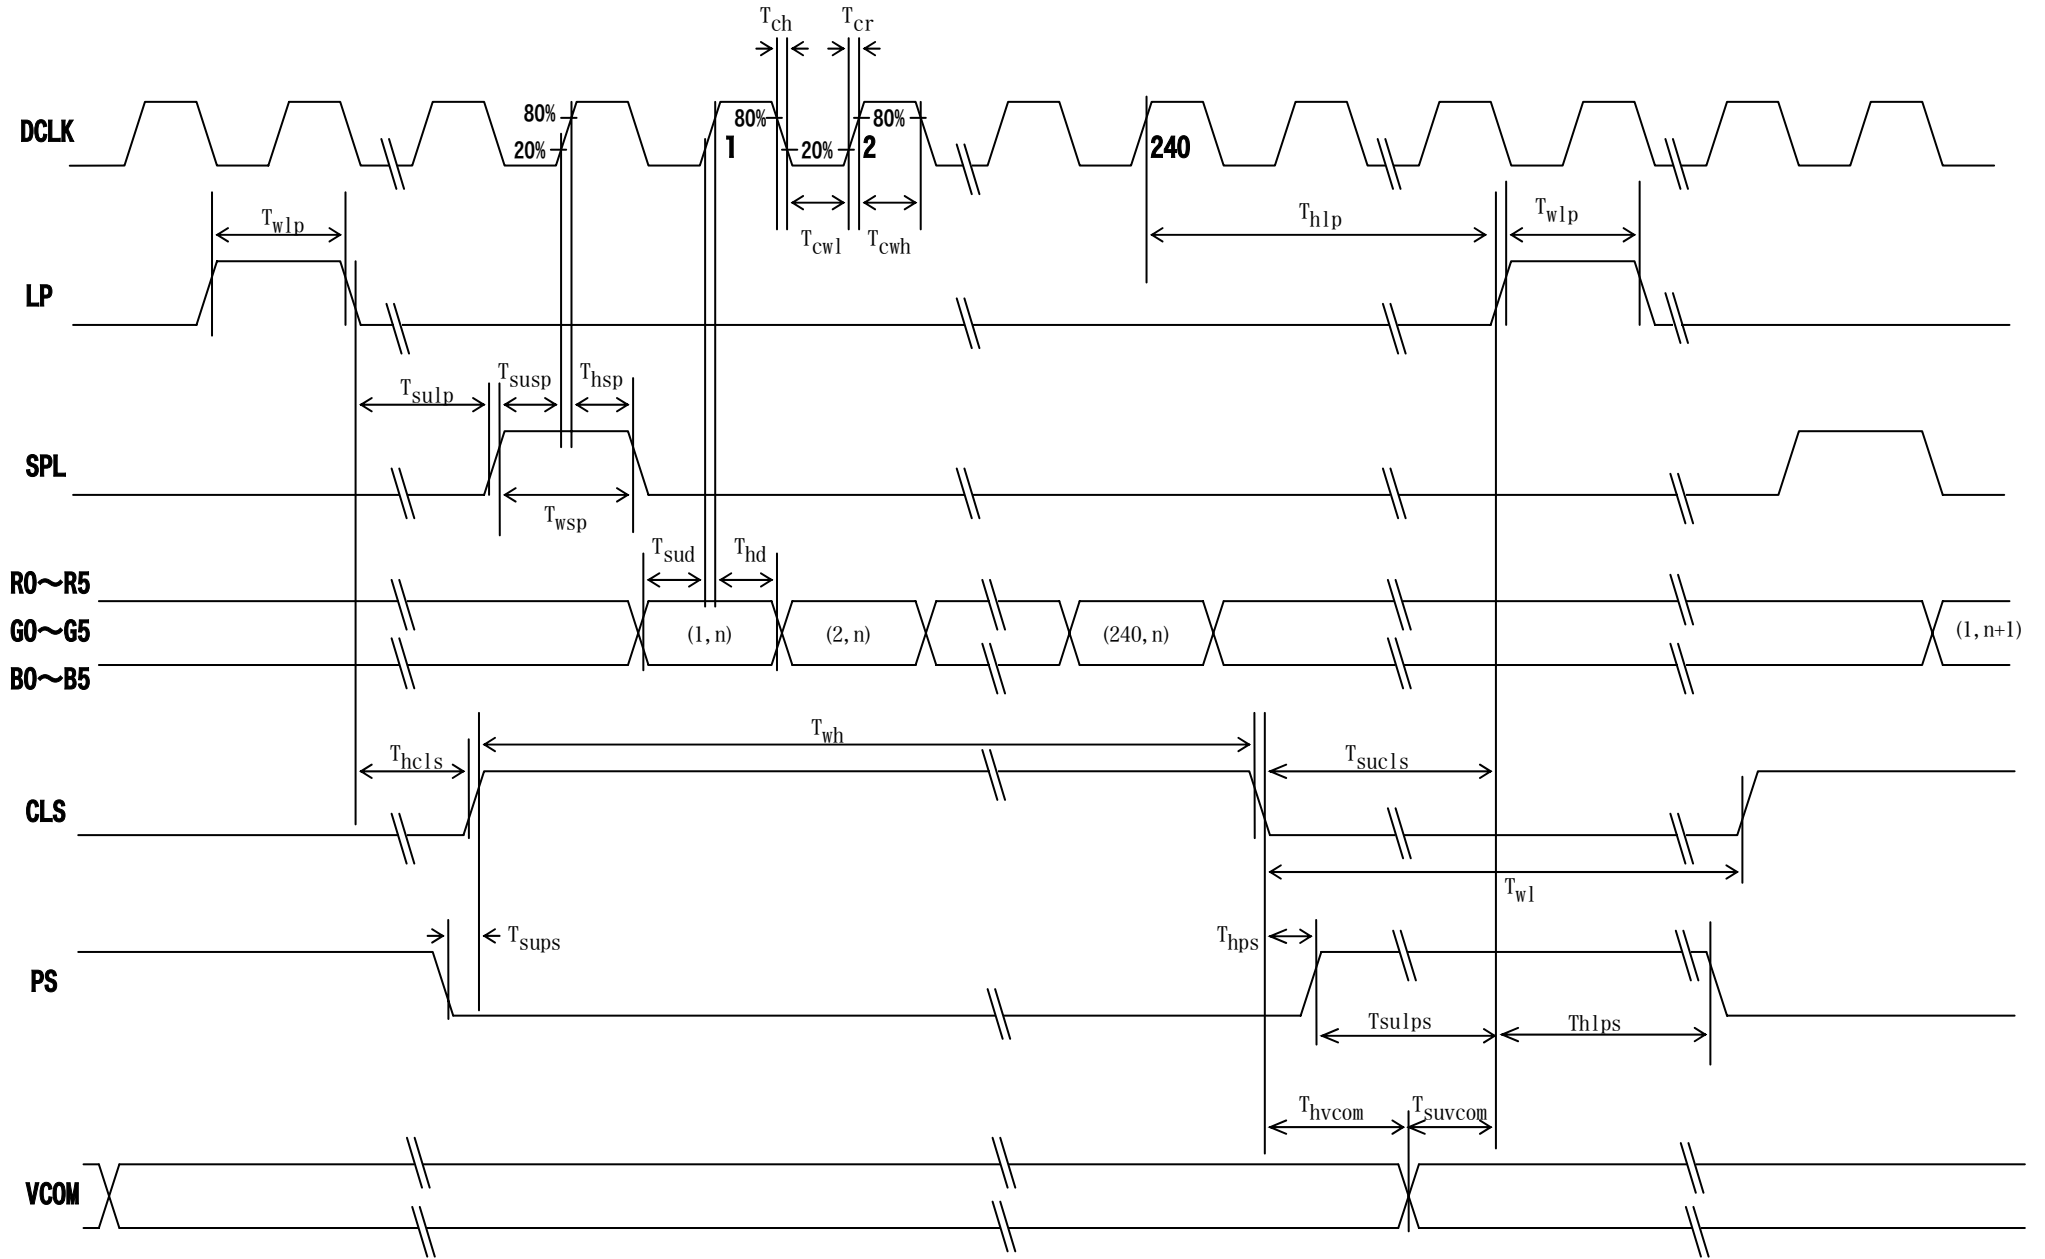 Tch Tcr
DCLK 80% 20% 80% 1 20% 2 80% 240
Twlp Tcwl Tcwh Thlp Twlp
LP
Tsulp Tsusp Thsp
SPL
Twsp
Tsud Thd
R0～R5
G0～G5 (1,n) (2,n) (240,n) (1,n+1)
B0～B5
Twh
Thcls Tsucls
CLS
Twl
Tsups Thps
PS
Tsulps Thlps
Thvcom Tsuvcom
VCOM